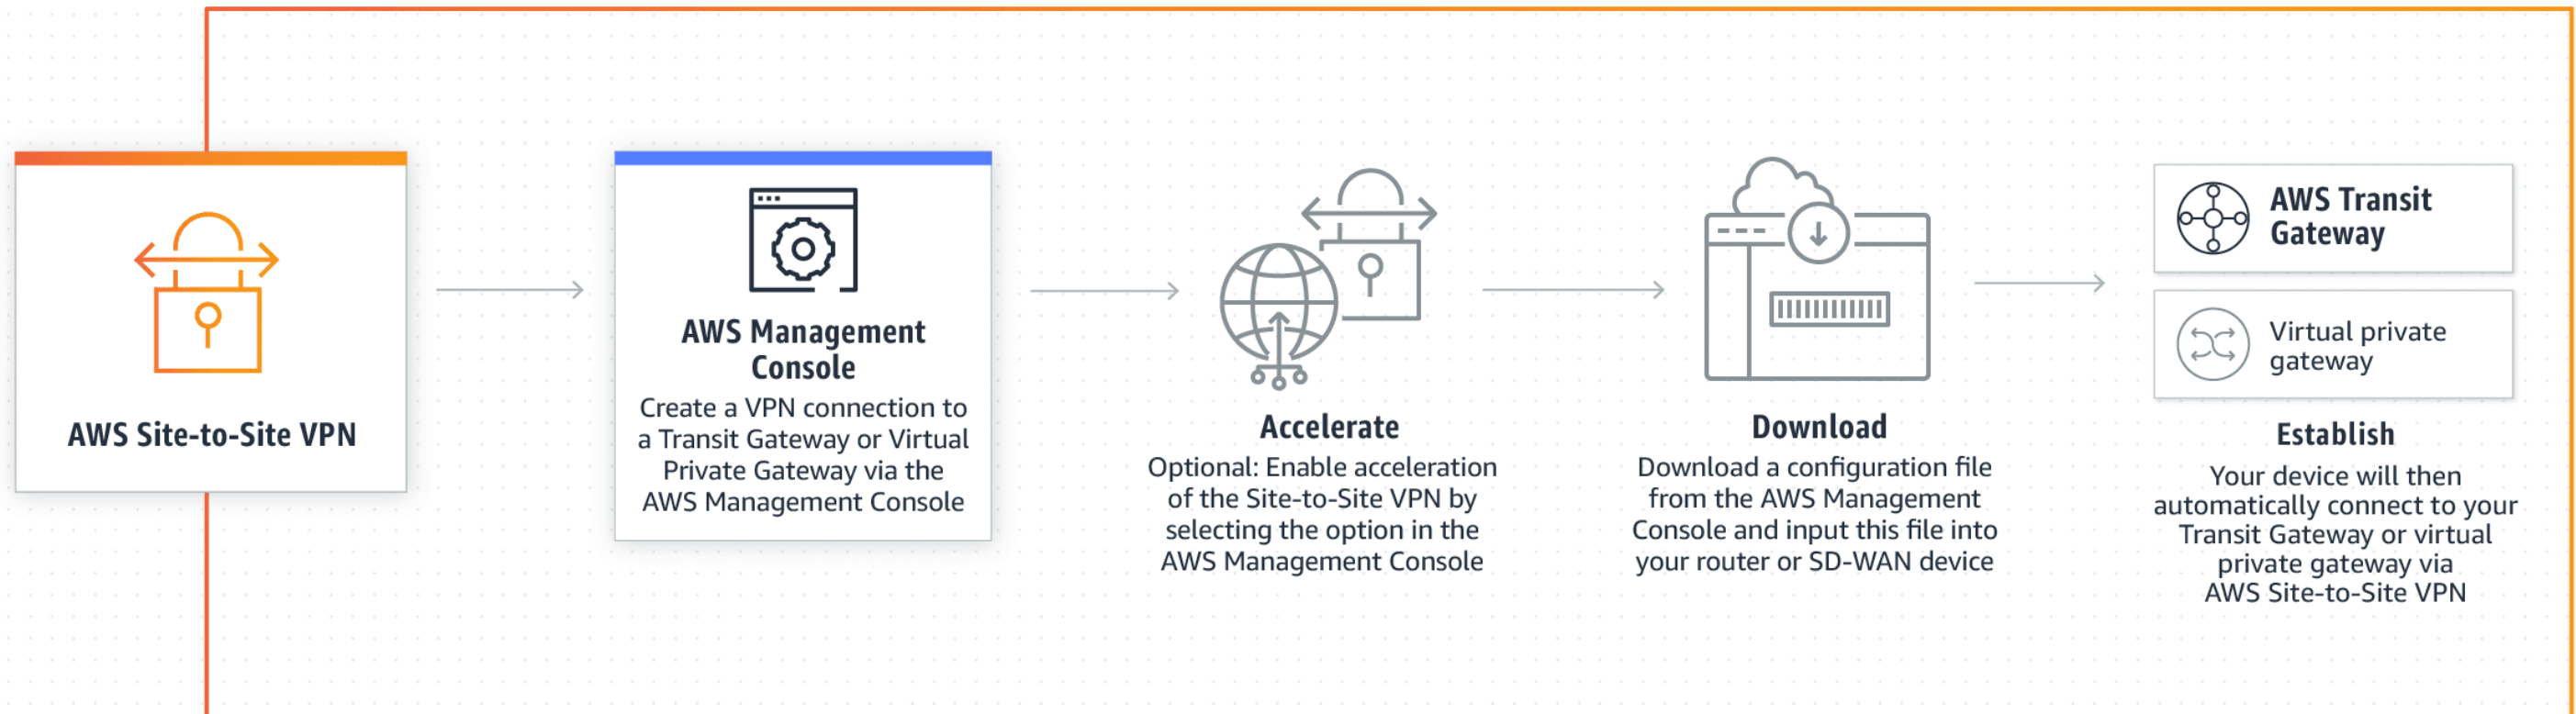 AWS Site-to-Site VPN
AWS Management
Console
Create a VPN connection to
a Transit Gateway or Virtual
Private Gateway via the
AWS Management Console
Accelerate
Optional: Enable acceleration
of the Site-to-Site VPN by
selecting the option in the
AWS Management Console
Download
Download a configuration file
from the AWS Management
Console and input this file into
your router or SD-WAN device
AWS Transit
Gateway
Virtual private
gateway
Establish
Your device will then
automatically connect to your
Transit Gateway or virtual
private gateway via
AWS Site-to-Site VPN